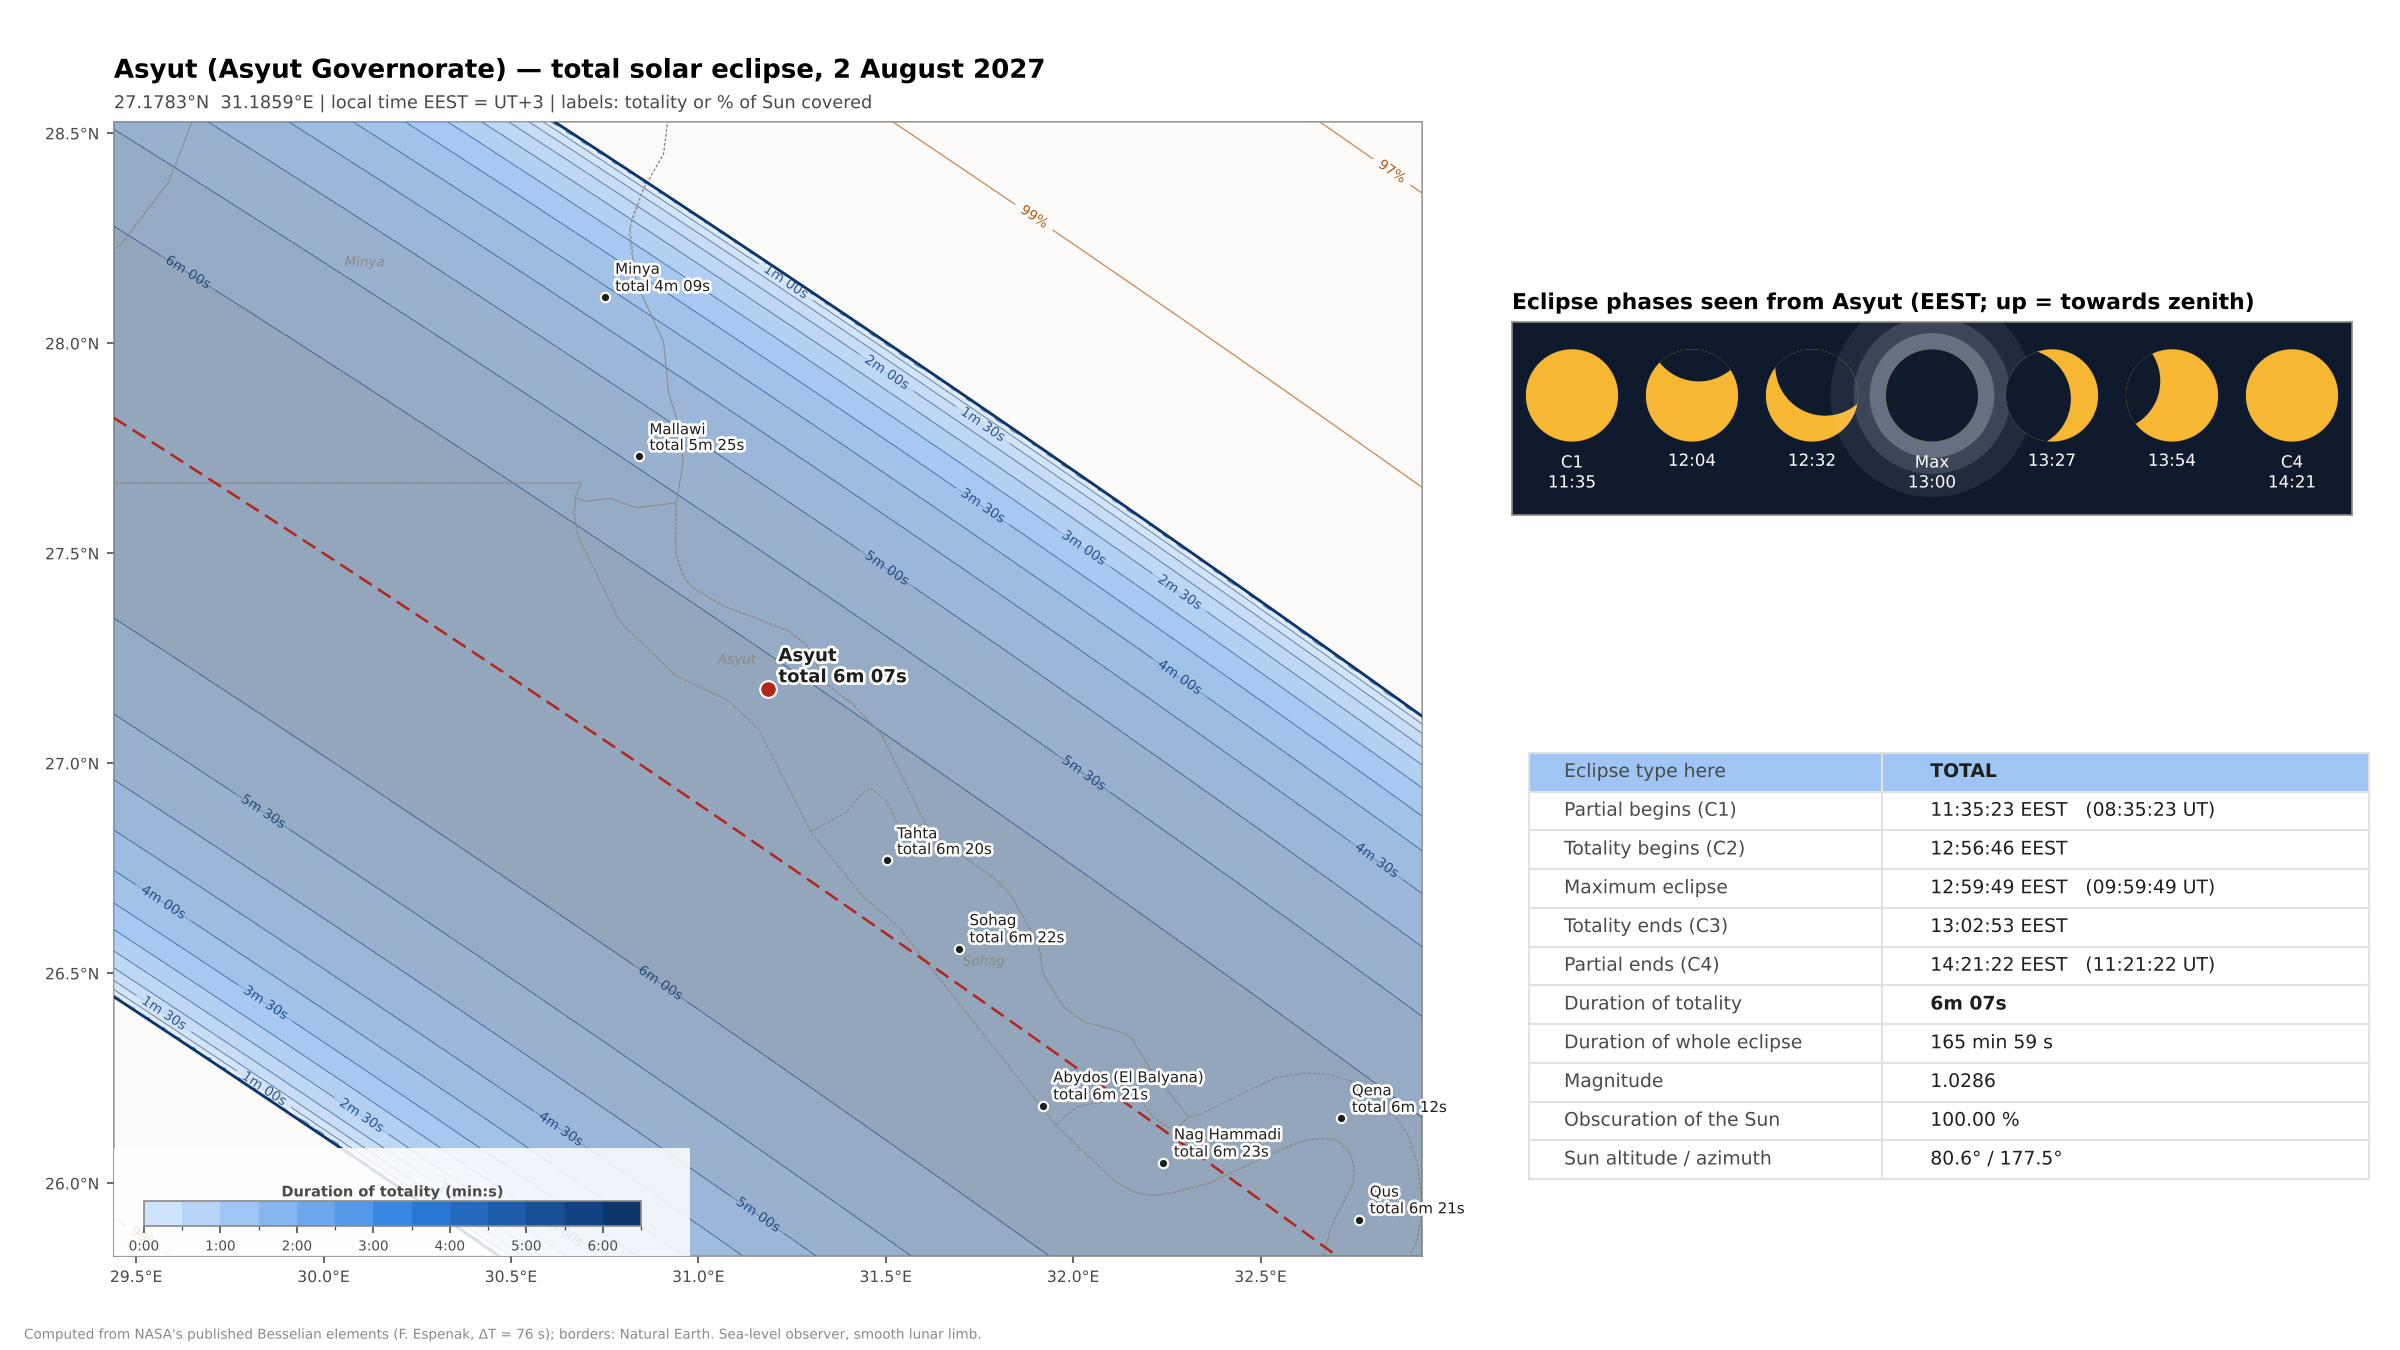 Asyut (Asyut Governorate) — total solar eclipse, 2 August 2027
27.1783°N  31.1859°E | local time EEST = UT+3 | labels: totality or % of Sun covered
28.5°N
28.0°N
27.5°N
27.0°N
26.5°N
26.0°N
29.5°E
30.0°E
30.5°E
31.0°E
31.5°E
32.0°E
32.5°E
97%
99%
6m 00s
Minya
Minya
total 4m 09s
1m 00s
2m 00s
1m 30s
Mallawi
total 5m 25s
3m 30s
3m 00s
2m 30s
5m 00s
Asyut
Asyut
total 6m 07s
4m 00s
5m 30s
5m 30s
Tahta
total 6m 20s
4m 30s
4m 00s
Sohag
total 6m 22s
Sohag
6m 00s
3m 30s
1m 30s
1m 00s
2m 30s
4m 30s
5m 00s
Abydos (El Balyana)
total 6m 21s
Qena
total 6m 12s
Nag Hammadi
total 6m 23s
Qus
total 6m 21s
Duration of totality (min:s)
0:00
1:00
2:00
3:00
4:00
5:00
6:00
Eclipse phases seen from Asyut (EEST; up = towards zenith)
C1
11:35
12:04
12:32
Max
13:00
13:27
13:54
C4
14:21
Eclipse type here TOTAL
Partial begins (C1) 11:35:23 EEST (08:35:23 UT)
Totality begins (C2) 12:56:46 EEST
Maximum eclipse 12:59:49 EEST (09:59:49 UT)
Totality ends (C3) 13:02:53 EEST
Partial ends (C4) 14:21:22 EEST (11:21:22 UT)
Duration of totality 6m 07s
Duration of whole eclipse 165 min 59 s
Magnitude 1.0286
Obscuration of the Sun 100.00 %
Sun altitude / azimuth 80.6° / 177.5°
Computed from NASA's published Besselian elements (F. Espenak, ΔT = 76 s); borders: Natural Earth. Sea-level observer, smooth lunar limb.